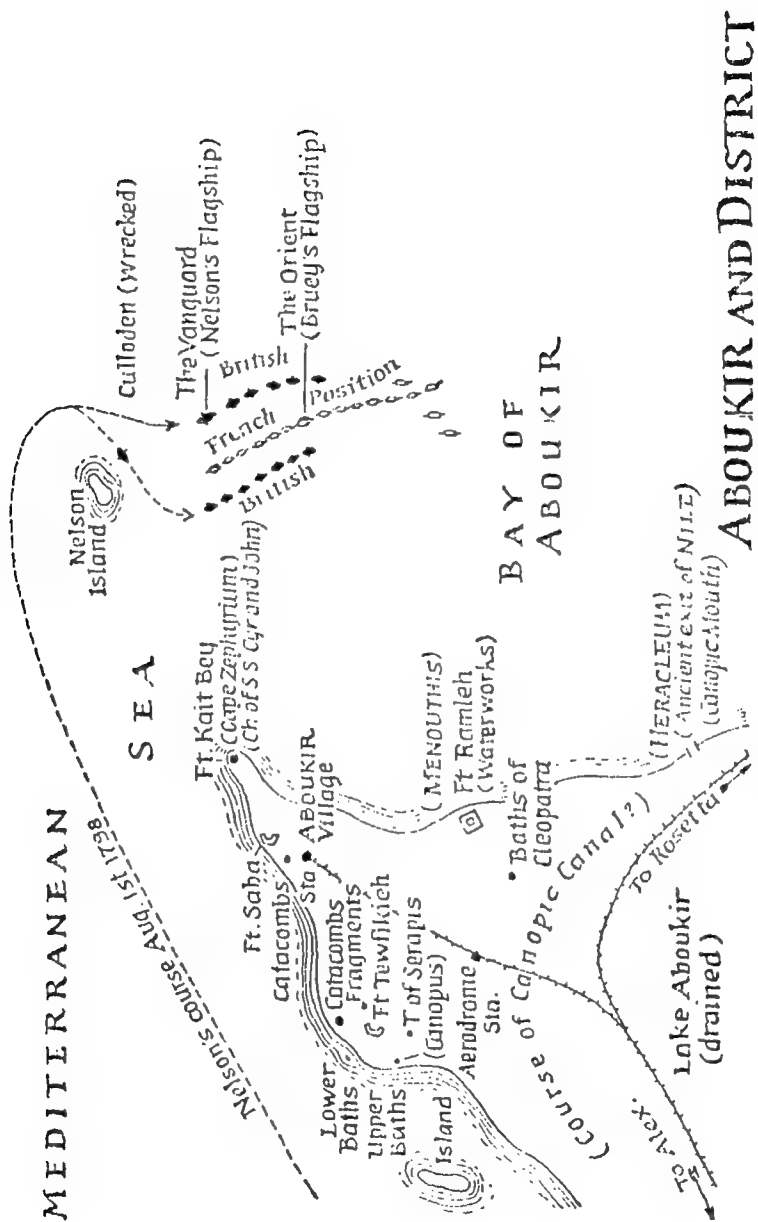 MEDITERRANEAN
SEA
Nelson's course Aug. 1st 1798
Nelson
Island
Culloden (wrecked)
The Vanguard
(Nelson's Flagship)
British
French
Position
The Orient
(Bruey's Flagship)
British
Ft. Kait Bey
(Cape Zephyrium)
(Ch of S S Cyr and John)
Ft. Saba
Catacombs
Sta
ABOUKIR
Village
Lower
Baths
Upper
Baths
Island
Catacombs
Fragments
Ft Tewfikich
T of Serapis
(Canopus)
Aerodrome
Sta.
BAY OF
ABOUKIR
(MENOUTHIS)
Ft Ramleh
(Waterworks)
Baths of
Cleopatra
(HERACLEUM)
(Ancient exit of NILE
(Canopic Mouth)
(Course of Canopic Canal?)
To Rosetta
To Alex.
Lake Aboukir
(drained)
ABOUKIR AND DISTRICT